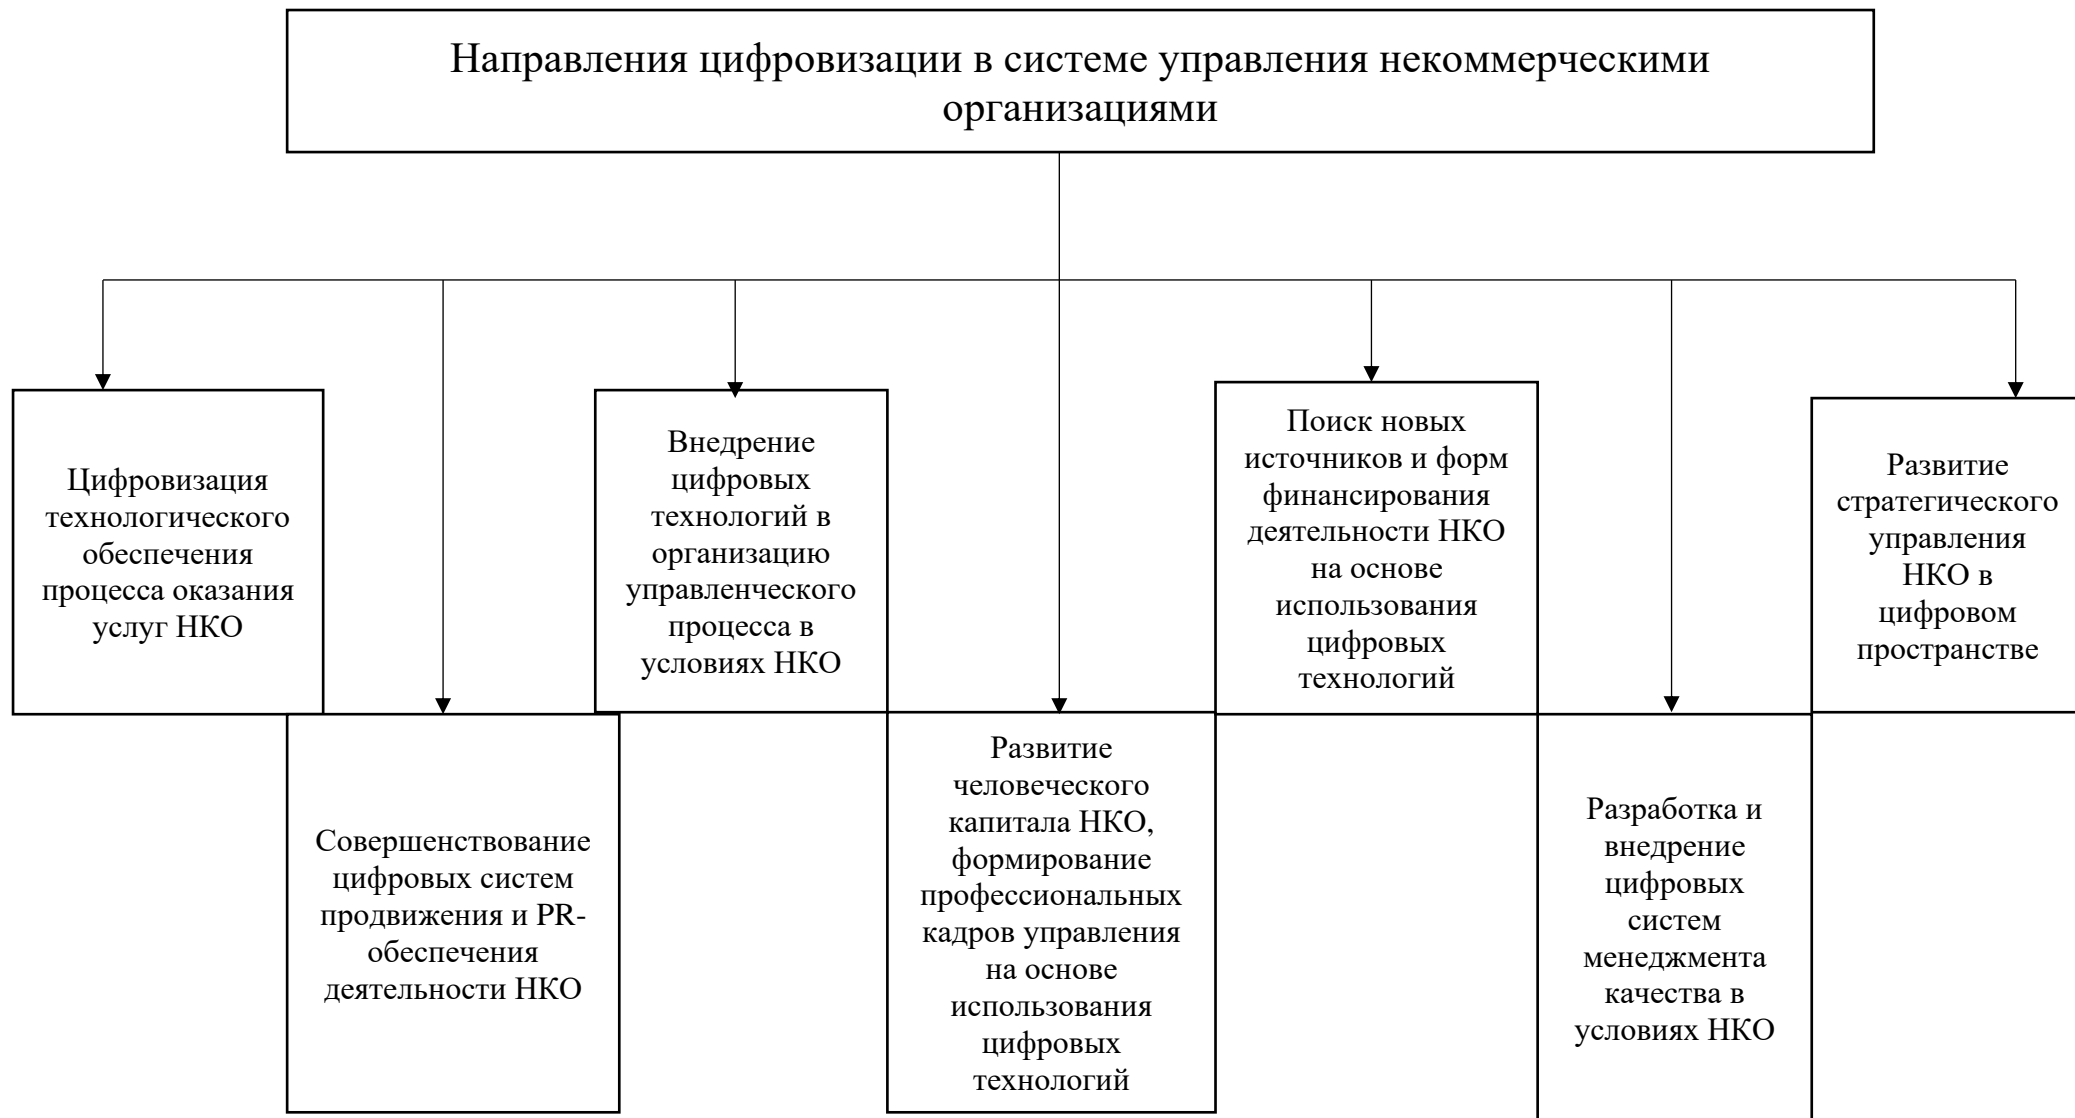 Направления цифровизации в системе управления некоммерческими
организациями
Цифровизация
технологического
обеспечения
процесса оказания
услуг НКО
Совершенствование
цифровых систем
продвижения и PR-
обеспечения
деятельности НКО
Внедрение
цифровых
технологий в
организацию
управленческого
процесса в
условиях НКО
Развитие
человеческого
капитала НКО,
формирование
профессиональных
кадров управления
на основе
использования
цифровых
технологий
Поиск новых
источников и форм
финансирования
деятельности НКО
на основе
использования
цифровых
технологий
Разработка и
внедрение
цифровых
систем
менеджмента
качества в
условиях НКО
Развитие
стратегического
управления
НКО в
цифровом
пространстве